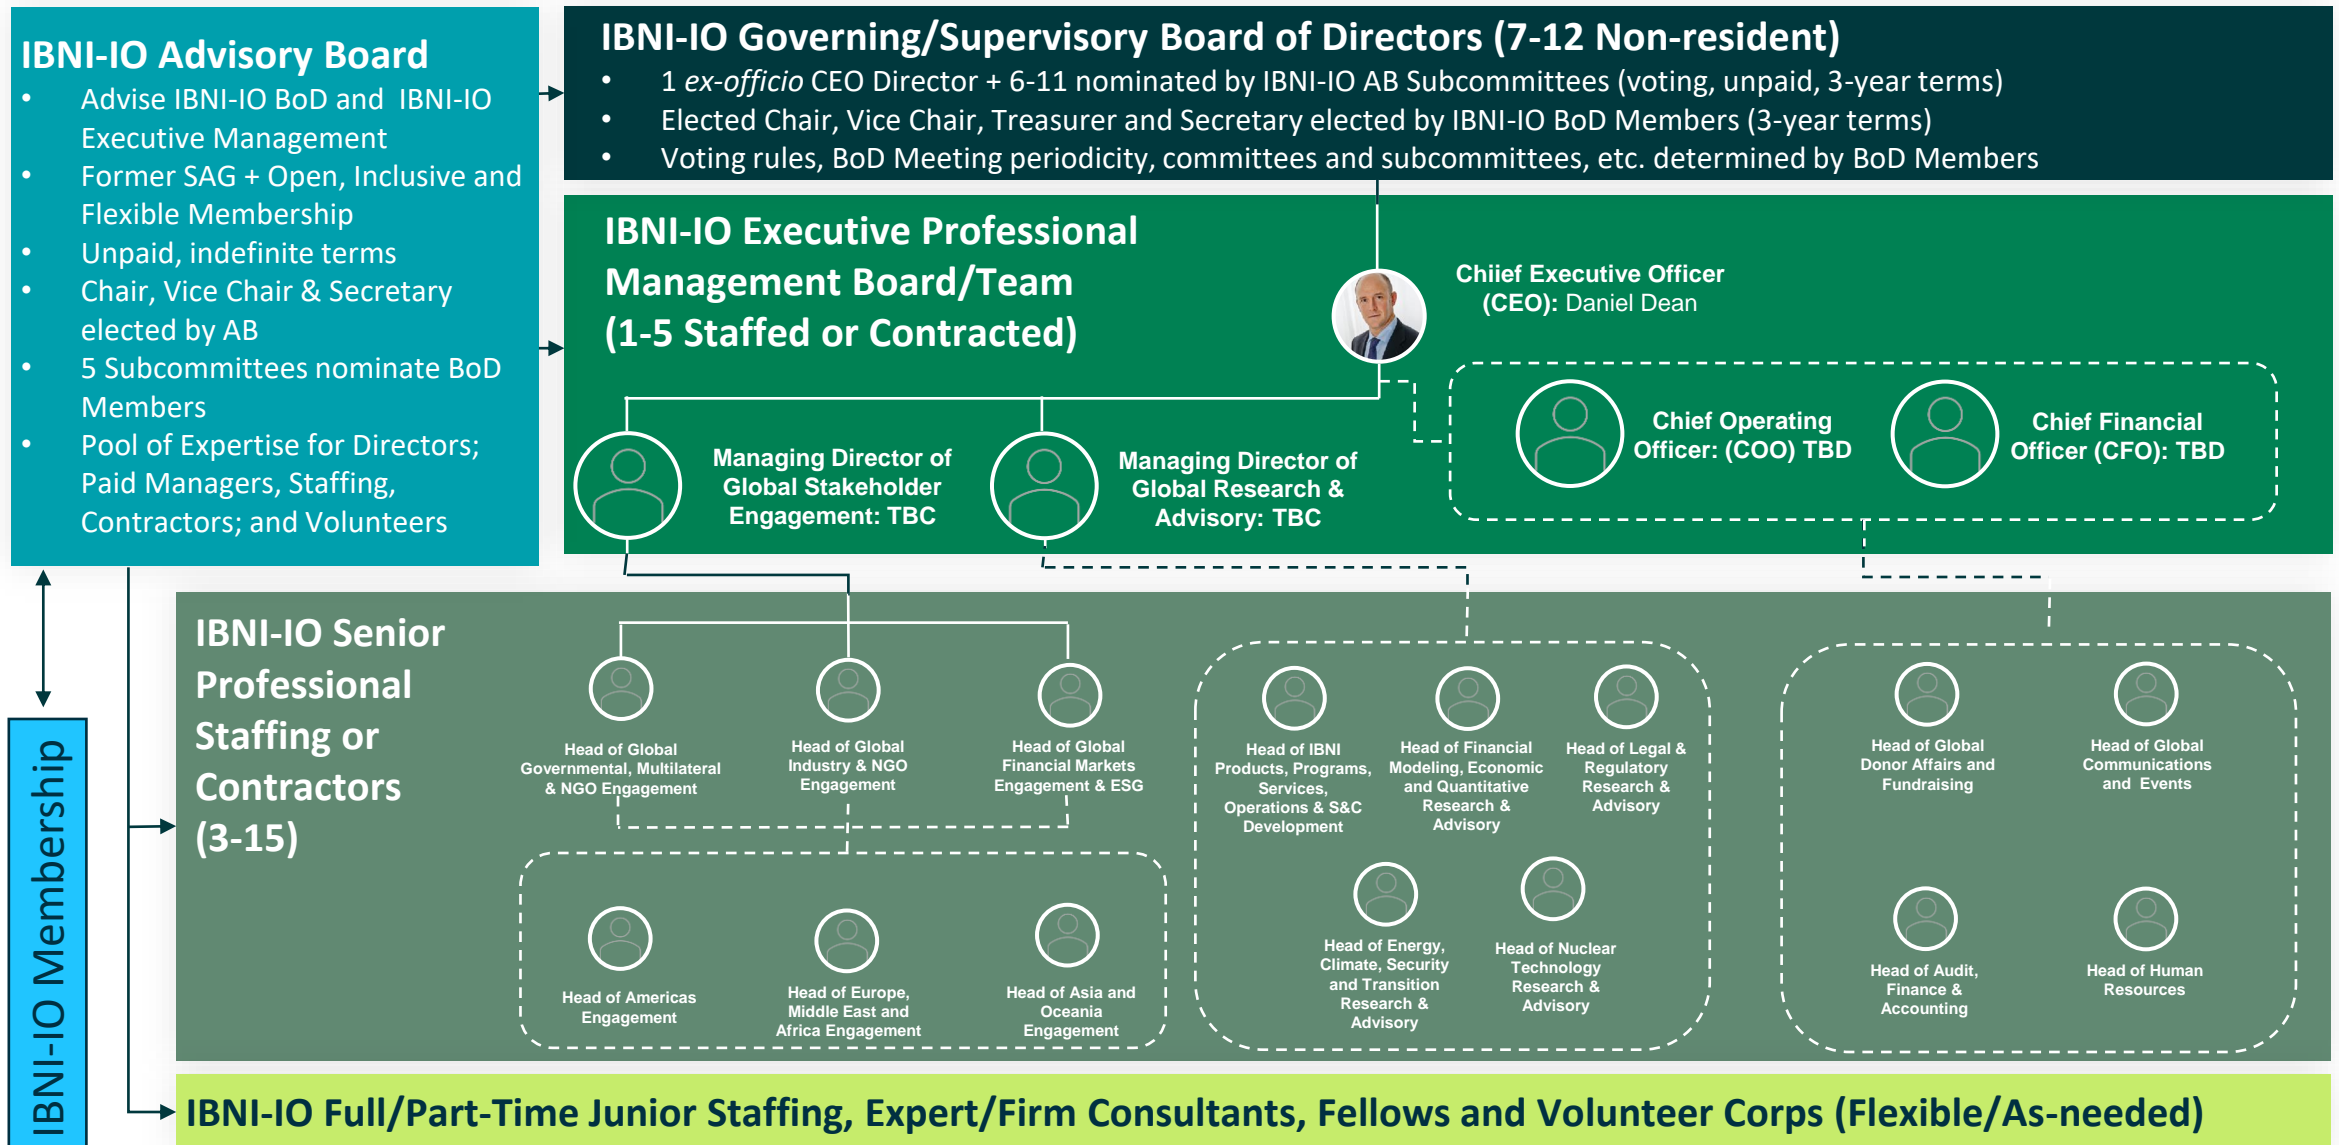 IBNI-IO Advisory Board
• Advise IBNI-IO BoD and IBNI-IO
Executive Management
• Former SAG + Open, Inclusive and
Flexible Membership
• Unpaid, indefinite terms
• Chair, Vice Chair & Secretary
elected by AB
• 5 Subcommittees nominate BoD
Members
• Pool of Expertise for Directors;
Paid Managers, Staffing,
Contractors; and Volunteers
IBNI-IO Governing/Supervisory Board of Directors (7-12 Non-resident)
• 1 ex-officio CEO Director + 6-11 nominated by IBNI-IO AB Subcommittees (voting, unpaid, 3-year terms)
• Elected Chair, Vice Chair, Treasurer and Secretary elected by IBNI-IO BoD Members (3-year terms)
• Voting rules, BoD Meeting periodicity, committees and subcommittees, etc. determined by BoD Members
IBNI-IO Executive Professional
Management Board/Team
(1-5 Staffed or Contracted)
Chiief Executive Officer
(CEO): Daniel Dean
Managing Director of
Global Stakeholder
Engagement: TBC
Managing Director of
Global Research &
Advisory: TBC
Chief Operating
Officer: (COO) TBD
Chief Financial
Officer (CFO): TBD
IBNI-IO Senior
Professional
Staffing or
Contractors
(3-15)
Head of Global
Governmental, Multilateral
& NGO Engagement
Head of Global
Industry & NGO
Engagement
Head of Global
Financial Markets
Engagement & ESG
Head of Americas
Engagement
Head of Europe,
Middle East and
Africa Engagement
Head of Asia and
Oceania
Engagement
Head of IBNI
Products, Programs,
Services,
Operations & S&C
Development
Head of Financial
Modeling, Economic
and Quantitative
Research &
Advisory
Head of Legal &
Regulatory
Research &
Advisory
Head of Energy,
Climate, Security
and Transition
Research &
Advisory
Head of Nuclear
Technology
Research &
Advisory
Head of Global
Donor Affairs and
Fundraising
Head of Global
Communications
and Events
Head of Audit,
Finance &
Accounting
Head of Human
Resources
IBNI-IO Membership
IBNI-IO Full/Part-Time Junior Staffing, Expert/Firm Consultants, Fellows and Volunteer Corps (Flexible/As-needed)